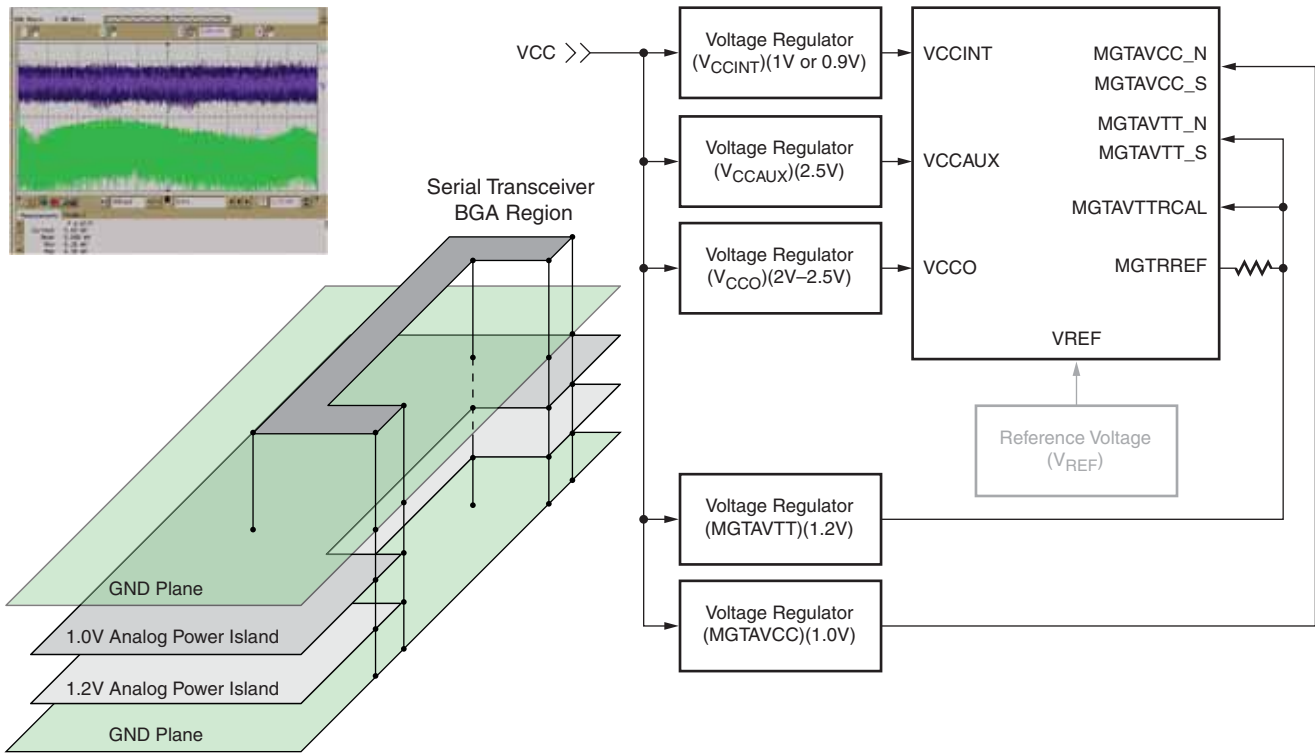 VCC
Voltage Regulator
(VCCINT)(1V or 0.9V)
Voltage Regulator
(VCCAUX)(2.5V)
Voltage Regulator
(VCCO)(2V–2.5V)
VCCINT
VCCAUX
VCCO
MGTAVCC_N
MGTAVCC_S
MGTAVTT_N
MGTAVTT_S
MGTAVTTRCAL
MGTRREF
VREF
Reference Voltage
(VREF)
Voltage Regulator
(MGTAVTT)(1.2V)
Voltage Regulator
(MGTAVCC)(1.0V)
Serial Transceiver
BGA Region
GND Plane
1.0V Analog Power Island
1.2V Analog Power Island
GND Plane